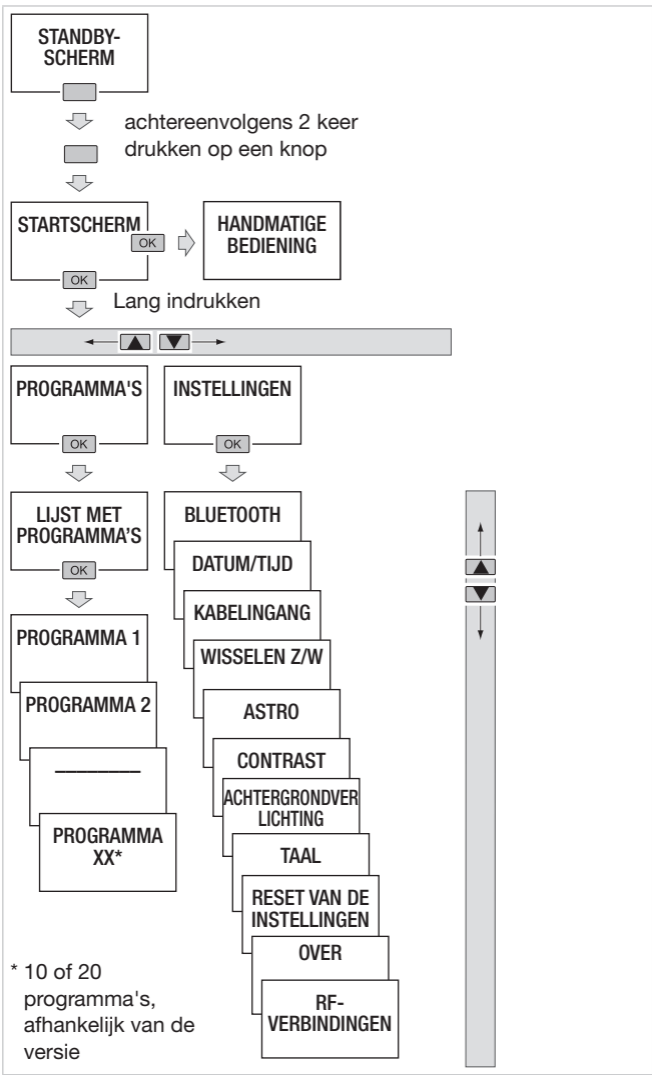 STANDBY-
SCHERM
achtereenvolgens 2 keer
drukken op een knop
STARTSCHERM
OK
HANDMATIGE
BEDIENING
OK
Lang indrukken
PROGRAMMA'S
OK
INSTELLINGEN
OK
LIJST MET
PROGRAMMA’S
OK
PROGRAMMA 1
PROGRAMMA 2
PROGRAMMA
XX*
BLUETOOTH
DATUM/TIJD
KABELINGANG
WISSELEN Z/W
ASTRO
CONTRAST
ACHTERGRONDVER
LICHTING
TAAL
RESET VAN DE
INSTELLINGEN
OVER
RF-
VERBINDINGEN
* 10 of 20
programma's,
afhankelijk van de
versie